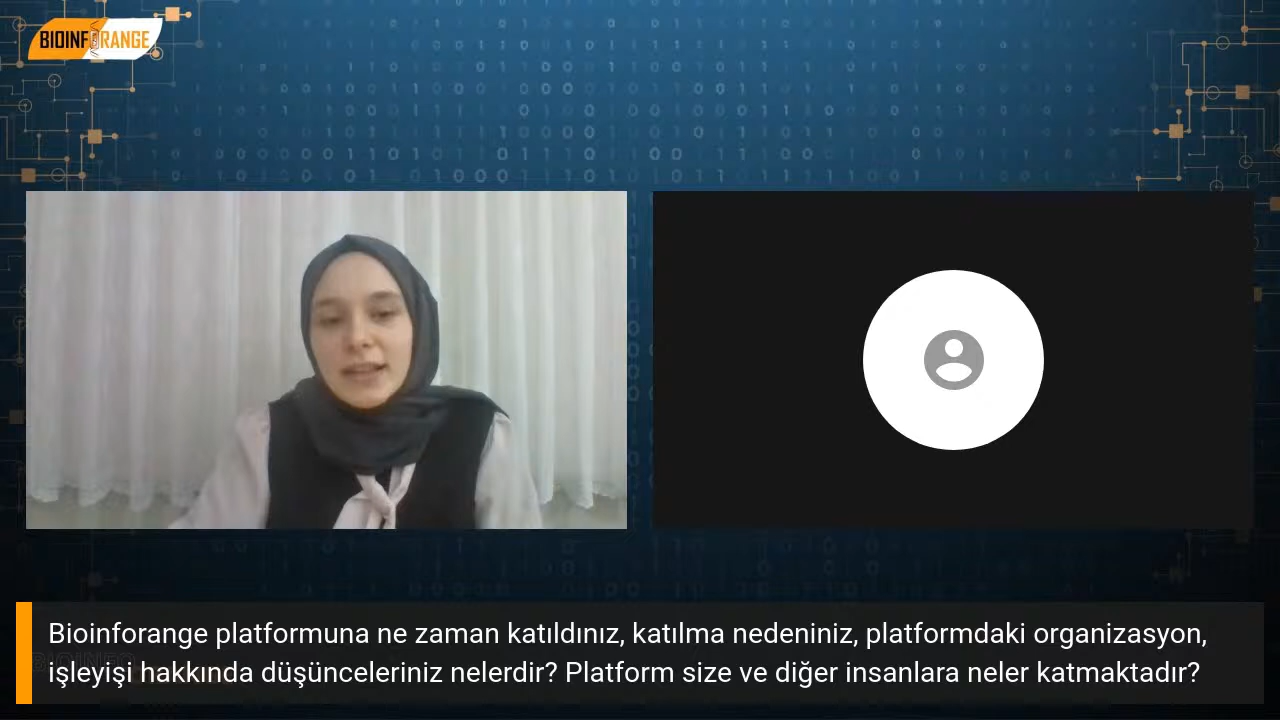 BIOINFORANGE
Bioinforange platformuna ne zaman katıldınız, katılma nedeniniz, platformdaki organizasyon,
işleyişi hakkında düşünceleriniz nelerdir? Platform size ve diğer insanlara neler katmaktadır?